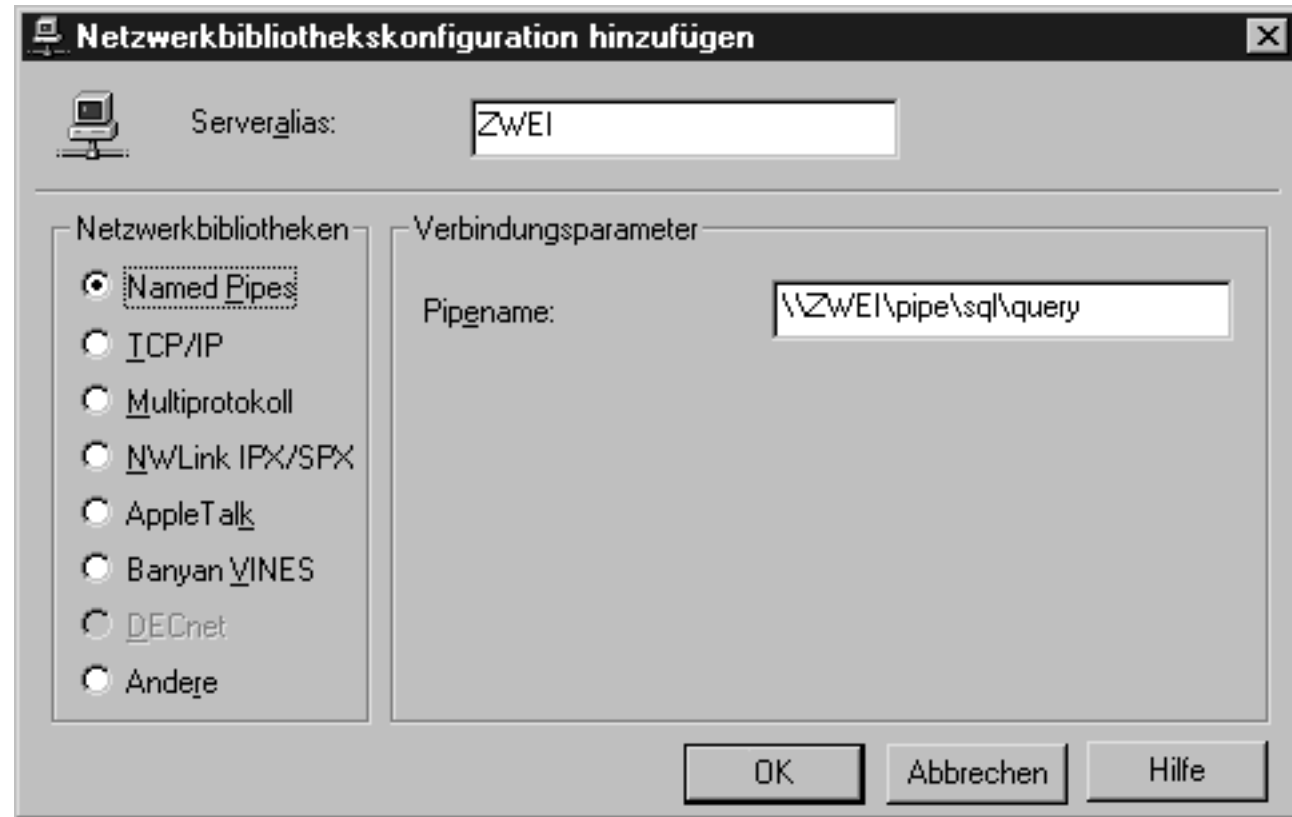 Netzwerkbibliothekskonfiguration hinzufügen
Serveralias: ZWEI
Netzwerkbibliotheken
Named Pipes
TCP/IP
Multiprotokoll
NWLink IPX/SPX
AppleTalk
Banyan VINES
DECnet
Andere
Verbindungsparameter
Pipename: \\ZWEI\pipe\sql\query
OK Abbrechen Hilfe